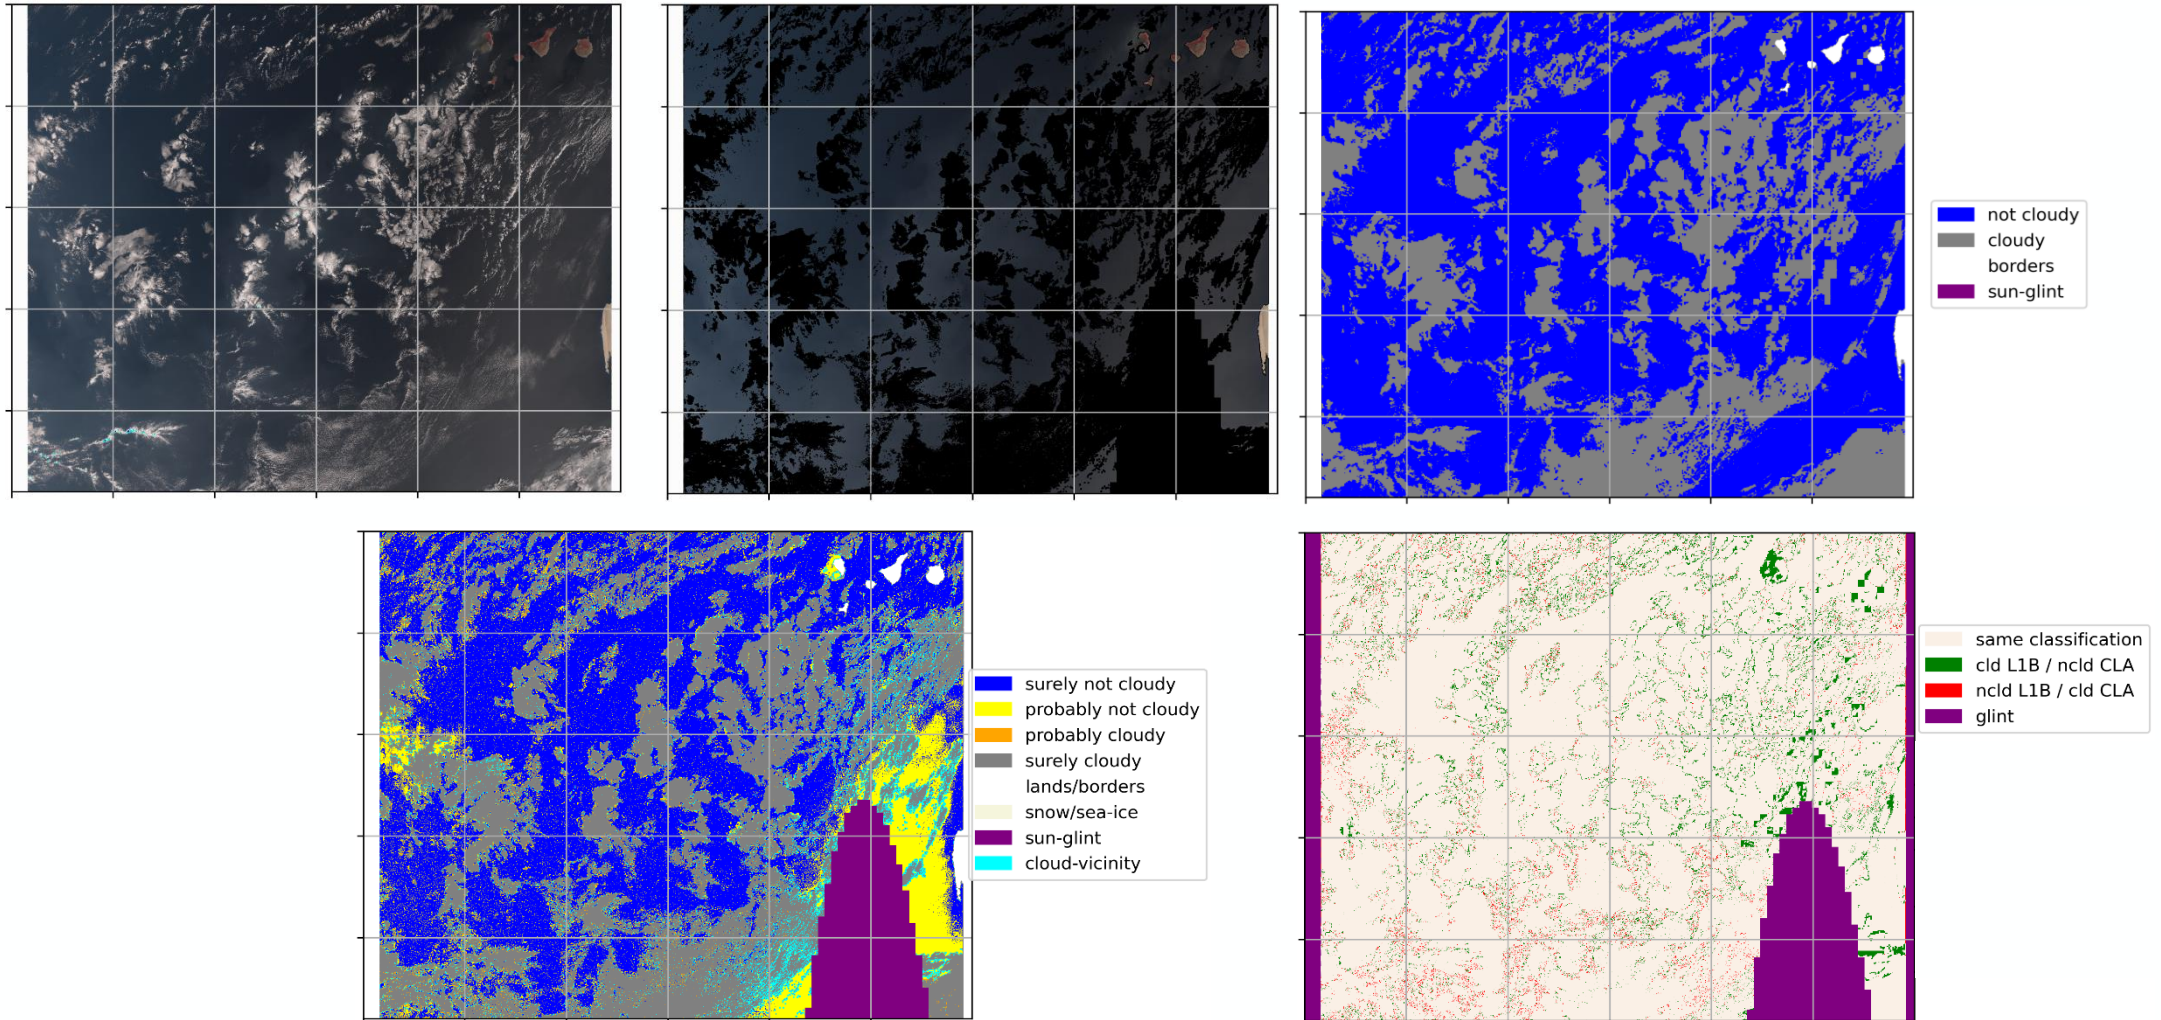 not cloudy
cloudy
borders
sun-glint
surely not cloudy
probably not cloudy
probably cloudy
surely cloudy
lands/borders
snow/sea-ice
sun-glint
cloud-vicinity
same classification
cld L1B / ncld CLA
ncld L1B / cld CLA
glint